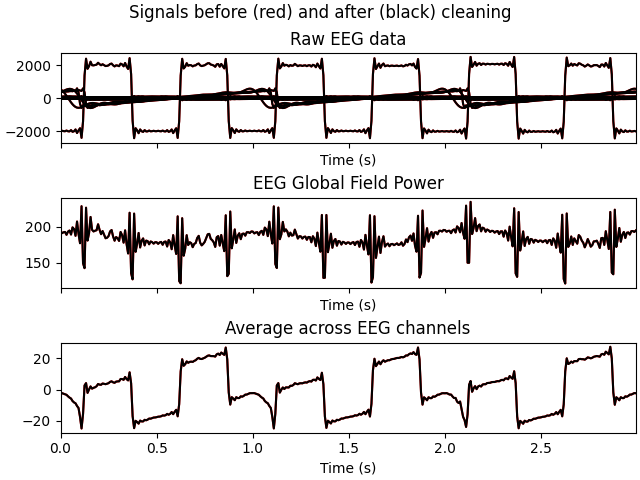 Signals before (red) and after (black) cleaning
Raw EEG data
2000
0
−2000
Time (s)
EEG Global Field Power
200
150
Time (s)
Average across EEG channels
20
0
−20
0.0 0.5 1.0 1.5 2.0 2.5
Time (s)